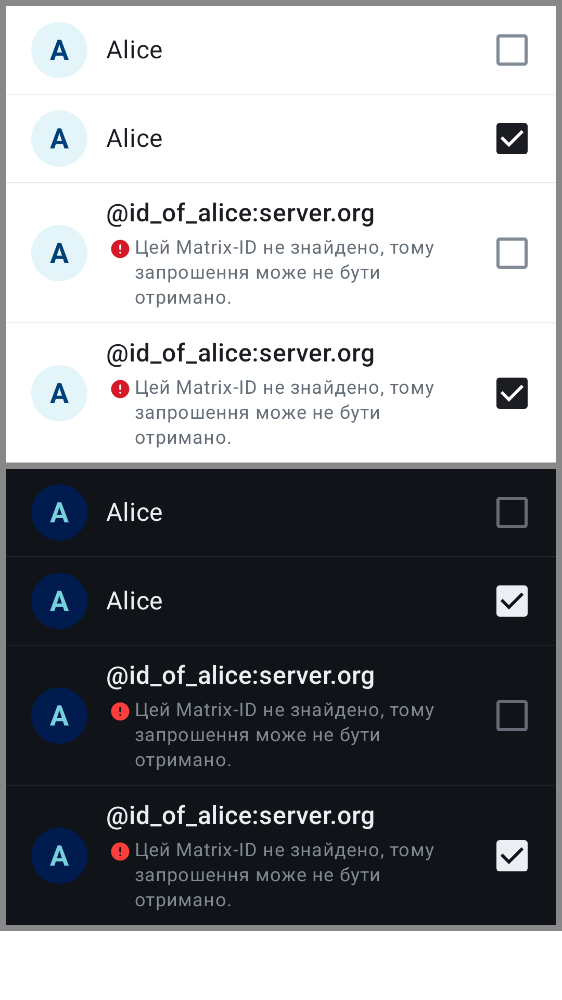 A Alice
A Alice
@id_of_alice:server.org
A Цей Matrix-ID не знайдено, тому
запрошення може не бути
отримано.
@id_of_alice:server.org
A Цей Matrix-ID не знайдено, тому
запрошення може не бути
отримано.
A Alice
A Alice
@id_of_alice:server.org
A Цей Matrix-ID не знайдено, тому
запрошення може не бути
отримано.
@id_of_alice:server.org
A Цей Matrix-ID не знайдено, тому
запрошення може не бути
отримано.